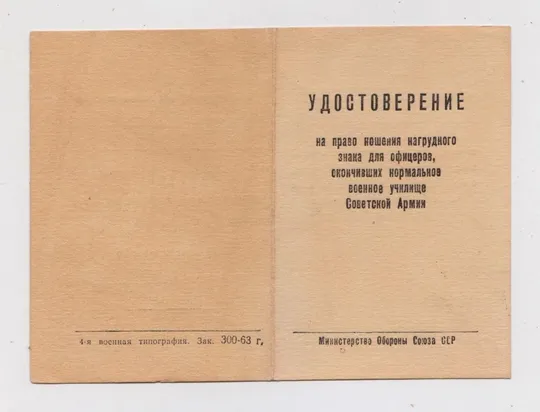 4-я военная типография. Зак. 300-63 г.
УДОСТОВЕРЕНИЕ
на право ношения нагрудного
знака для офицеров,
окончивших нормальное
военное училище
Советской Армии
Министерство Обороны Союза ССР